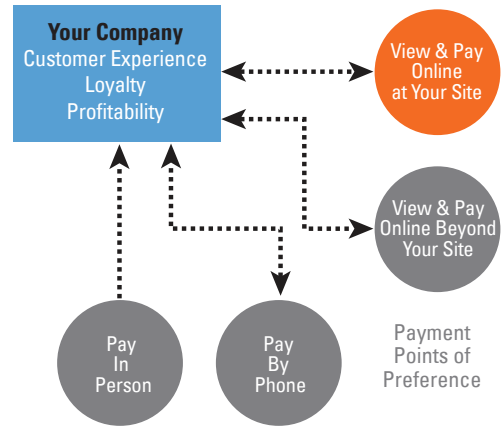 Your Company
Customer Experience
Loyalty
Profitability
View & Pay
Online
at Your Site
View & Pay
Online Beyond
Your Site
Pay
In
Person
Pay
By
Phone
Payment
Points of
Preference